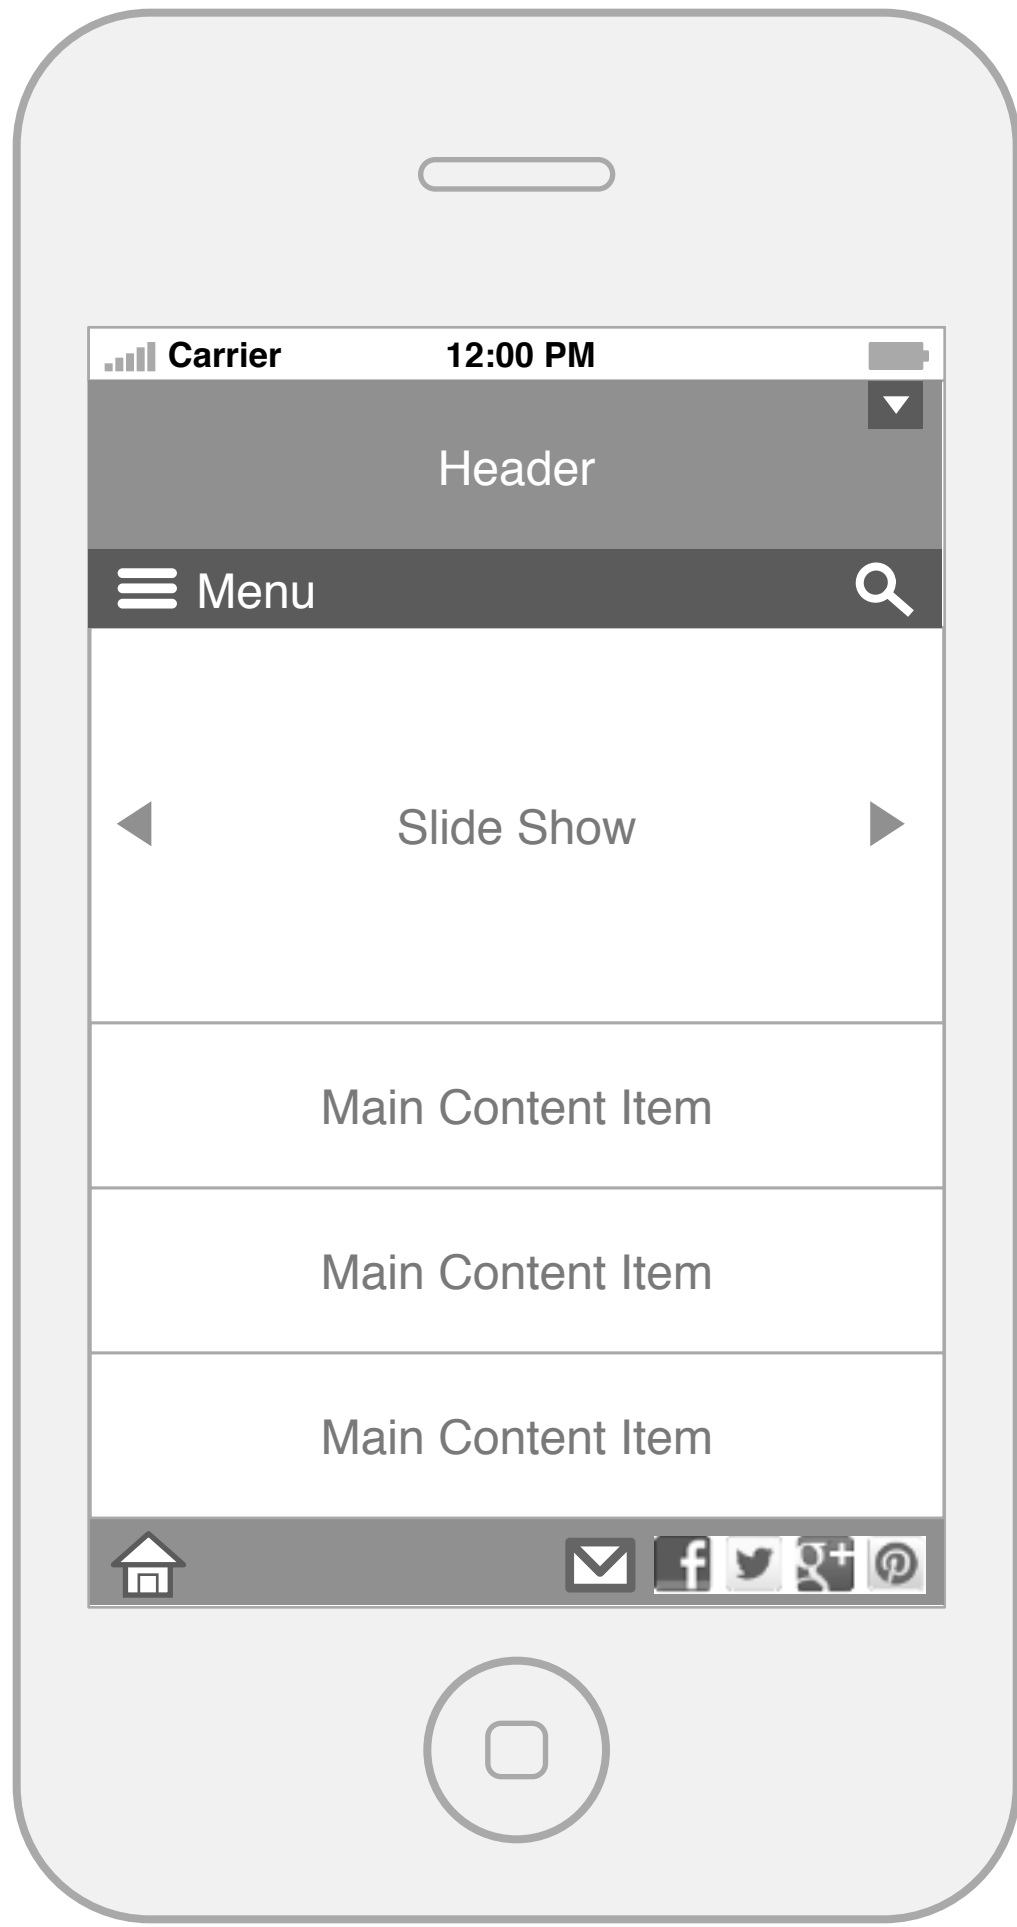 Carrier 12:00 PM
Header
Menu
Slide Show
Main Content Item
Main Content Item
Main Content Item
f g+